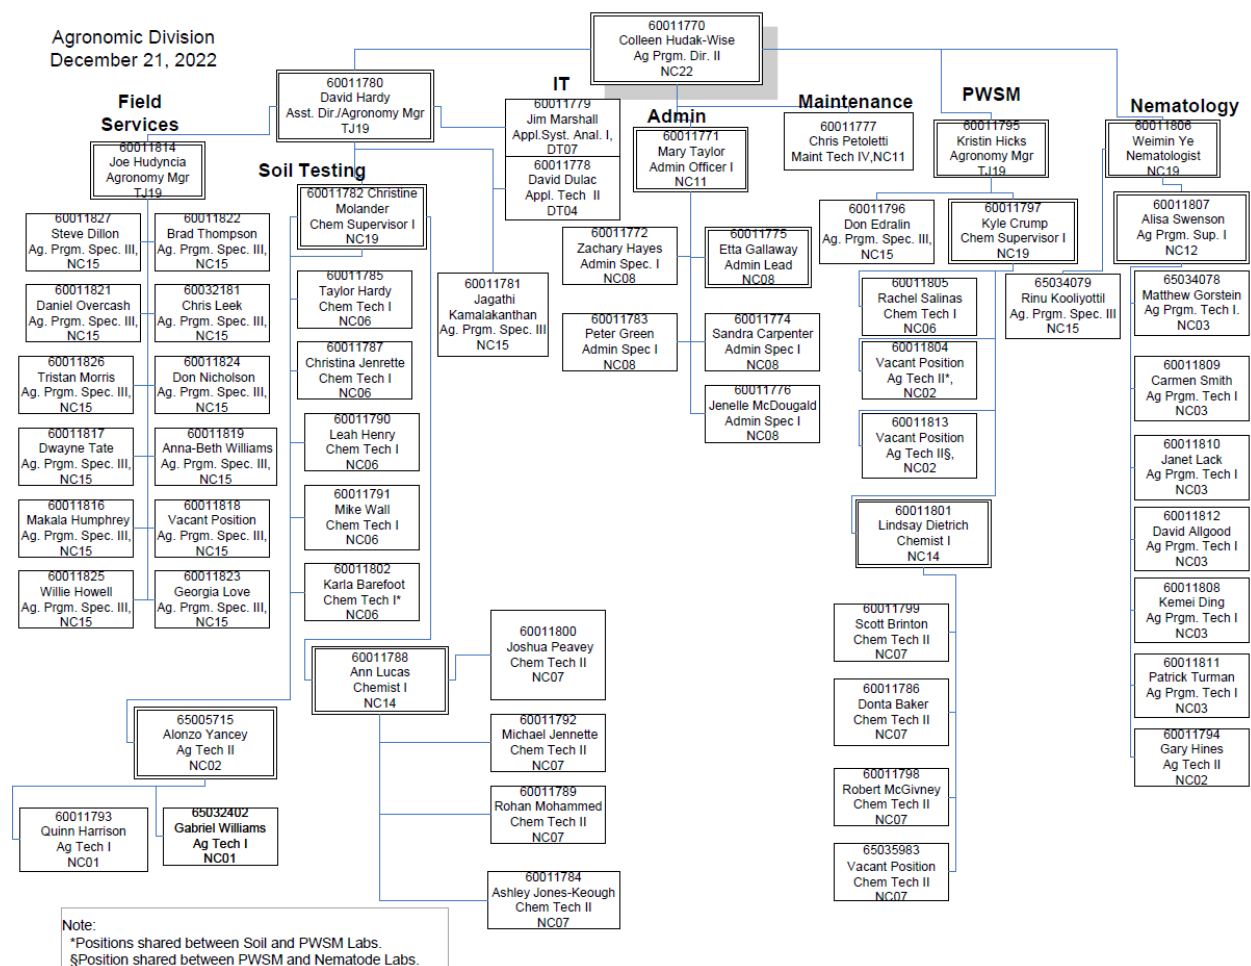 Agronomic Division
December 21, 2022
60011770
Colleen Hudak-Wise
Ag Prgm. Dir. II
NC22
60011780
David Hardy
Asst. Dir./Agronomy Mgr
TJ19
Field
Services
60011814
Joe Hudyncia
Agronomy Mgr
TJ19
60011827
Steve Dillon
Ag. Prgm. Spec. III,
NC15
60011822
Brad Thompson
Ag. Prgm. Spec. III,
NC15
60011821
Daniel Overcash
Ag. Prgm. Spec. III,
NC15
60032181
Chris Leek
Ag. Prgm. Spec. III,
NC15
60011826
Tristan Morris
Ag. Prgm. Spec. III,
NC15
60011824
Don Nicholson
Ag. Prgm. Spec. III,
NC15
60011817
Dwayne Tate
Ag. Prgm. Spec. III,
NC15
60011819
Anna-Beth Williams
Ag. Prgm. Spec. III,
NC15
60011816
Makala Humphrey
Ag. Prgm. Spec. III,
NC15
60011818
Vacant Position
Ag. Prgm. Spec. III,
NC15
60011825
Willie Howell
Ag. Prgm. Spec. III,
NC15
60011823
Georgia Love
Ag. Prgm. Spec. III,
NC15
Soil Testing
60011782 Christine
Molander
Chem Supervisor I
NC19
60011785
Taylor Hardy
Chem Tech I
NC06
60011787
Christina Jenrette
Chem Tech I
NC06
60011790
Leah Henry
Chem Tech I
NC06
60011791
Mike Wall
Chem Tech I
NC06
60011802
Karla Barefoot
Chem Tech I*
NC06
60011788
Ann Lucas
Chemist I
NC14
60011800
Joshua Peavey
Chem Tech II
NC07
60011792
Michael Jennette
Chem Tech II
NC07
60011789
Rohan Mohammed
Chem Tech II
NC07
60011784
Ashley Jones-Keough
Chem Tech II
NC07
65005715
Alonzo Yancey
Ag Tech II
NC02
60011793
Quinn Harrison
Ag Tech I
NC01
65032402
Gabriel Williams
Ag Tech I
NC01
60011781
Jagathi
Kamalakanthan
Ag. Prgm. Spec. III
NC15
IT
60011779
Jim Marshall
Appl.Syst. Anal. I,
DT07
60011778
David Dulac
Appl. Tech  II
DT04
Admin
60011771
Mary Taylor
Admin Officer I
NC11
60011772
Zachary Hayes
Admin Spec. I
NC08
60011775
Etta Gallaway
Admin Lead
NC08
60011783
Peter Green
Admin Spec I
NC08
60011774
Sandra Carpenter
Admin Spec I
NC08
60011776
Jenelle McDougald
Admin Spec I
NC08
Maintenance
60011777
Chris Petoletti
Maint Tech IV,NC11
PWSM
60011795
Kristin Hicks
Agronomy Mgr
TJ19
60011796
Don Edralin
Ag. Prgm. Spec. III,
NC15
60011797
Kyle Crump
Chem Supervisor I
NC19
60011805
Rachel Salinas
Chem Tech I
NC06
60011804
Vacant Position
Ag Tech II*,
NC02
60011813
Vacant Position
Ag Tech II§,
NC02
60011801
Lindsay Dietrich
Chemist I
NC14
60011799
Scott Brinton
Chem Tech II
NC07
60011786
Donta Baker
Chem Tech II
NC07
60011798
Robert McGivney
Chem Tech II
NC07
65035983
Vacant Position
Chem Tech II
NC07
Nematology
60011806
Weimin Ye
Nematologist
NC19
65034079
Rinu Kooliyottil
Ag. Prgm. Spec. III
NC15
60011807
Alisa Swenson
Ag Prgm. Sup. I
NC12
65034078
Matthew Gorstein
Ag Prgm. Tech I.
NC03
60011809
Carmen Smith
Ag Prgm. Tech I
NC03
60011810
Janet Lack
Ag Prgm. Tech I
NC03
60011812
David Allgood
Ag Prgm. Tech I
NC03
60011808
Kemei Ding
Ag Prgm. Tech I
NC03
60011811
Patrick Turman
Ag Prgm. Tech I
NC03
60011794
Gary Hines
Ag Tech II
NC02
Note:
*Positions shared between Soil and PWSM Labs.
§Position shared between PWSM and Nematode Labs.